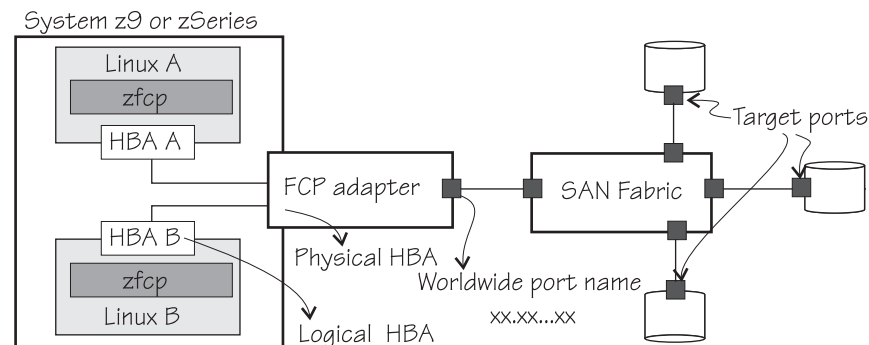 System z9 or zSeries
Linux A
zfcp
HBA A
FCP adapter
SAN Fabric
Target ports
HBA B
Physical HBA
Worldwide port name
xx.xx...xx
zfcp
Linux B
Logical HBA